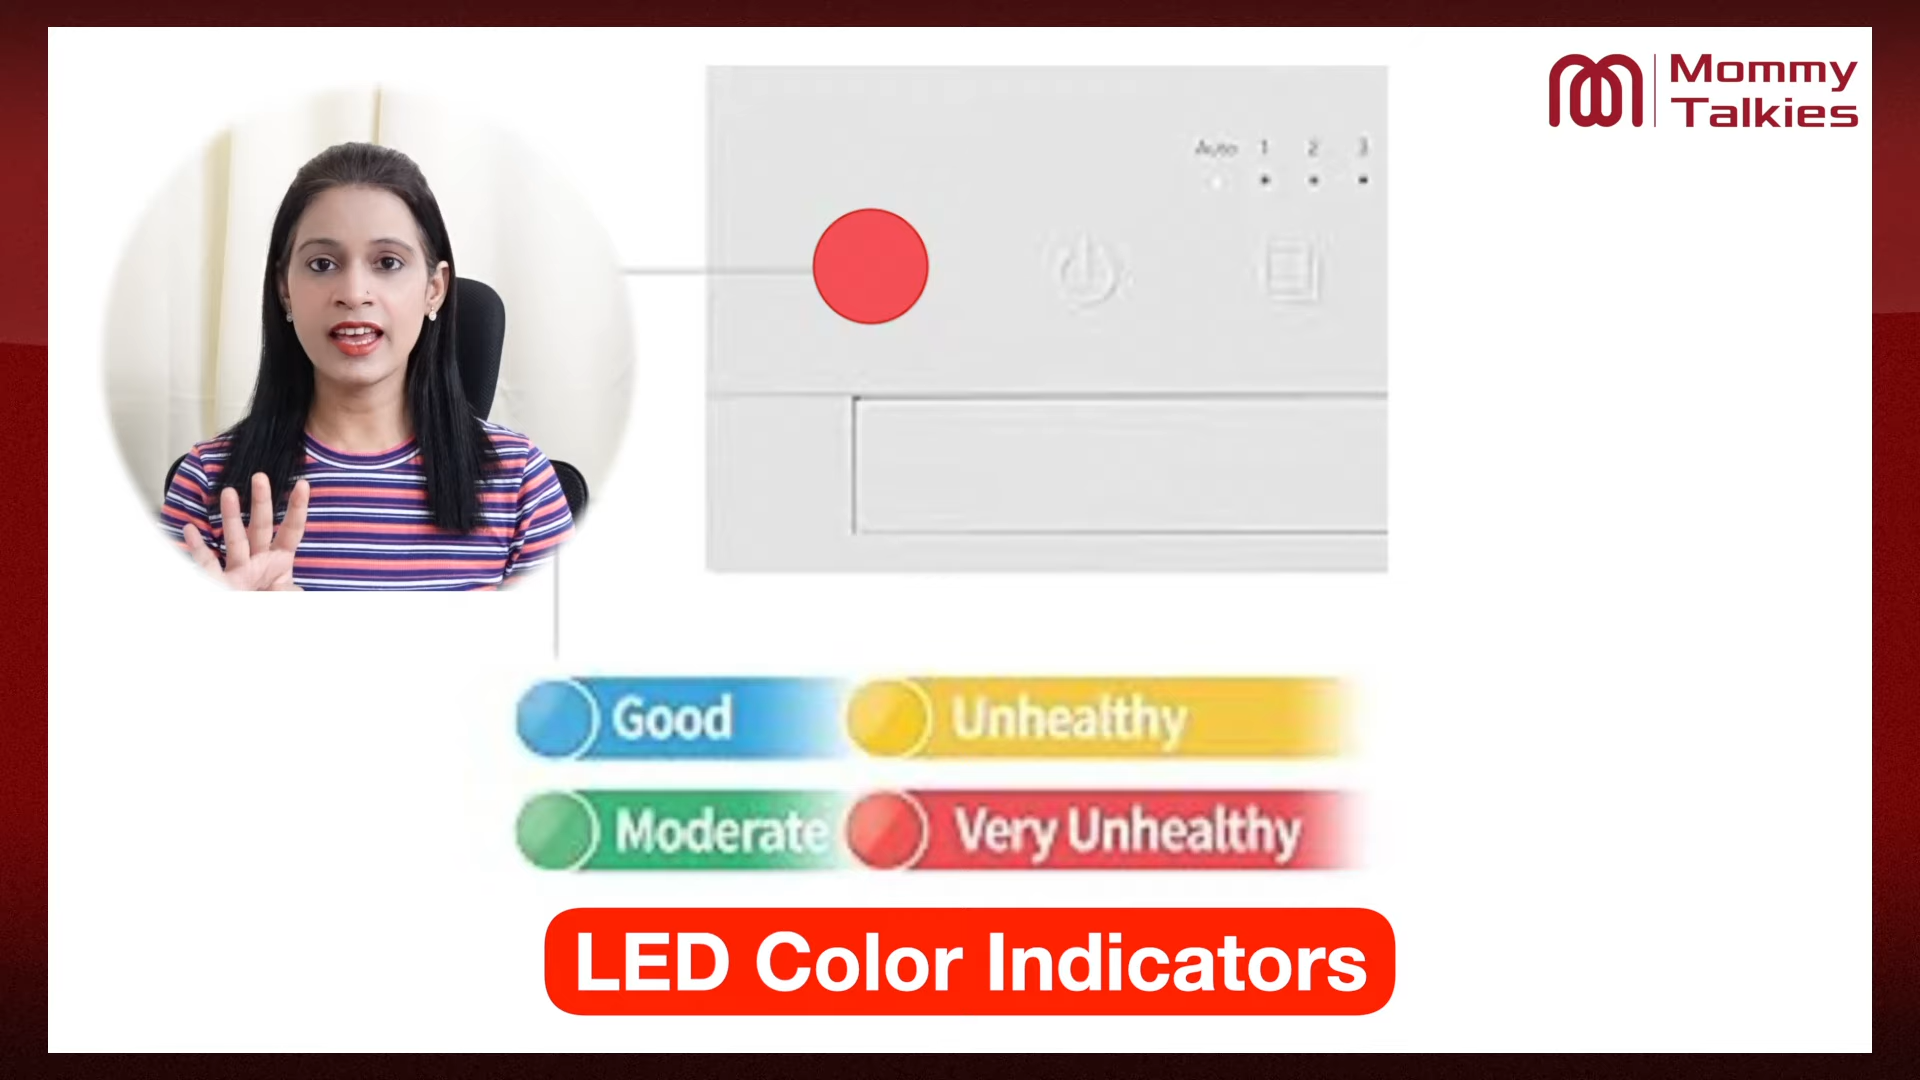 Mommy
Talkies
Auto 1 2 3
Good
Unhealthy
Moderate
Very Unhealthy
LED Color Indicators